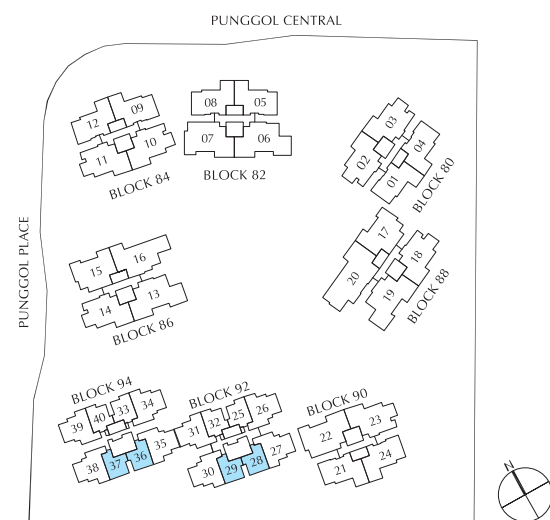 PUNGGOL CENTRAL
PUNGGOL PLACE
12 09
11 10
BLOCK 84
08 05
07 06
BLOCK 82
03
02 04
01
BLOCK 80
15 16
14 13
BLOCK 86
17
20 18
19
BLOCK 88
BLOCK 94
39 40 33 34
38 37 36 35
BLOCK 92
31 32 25 26
30 29 28 27
BLOCK 90
22 23
21 24
N